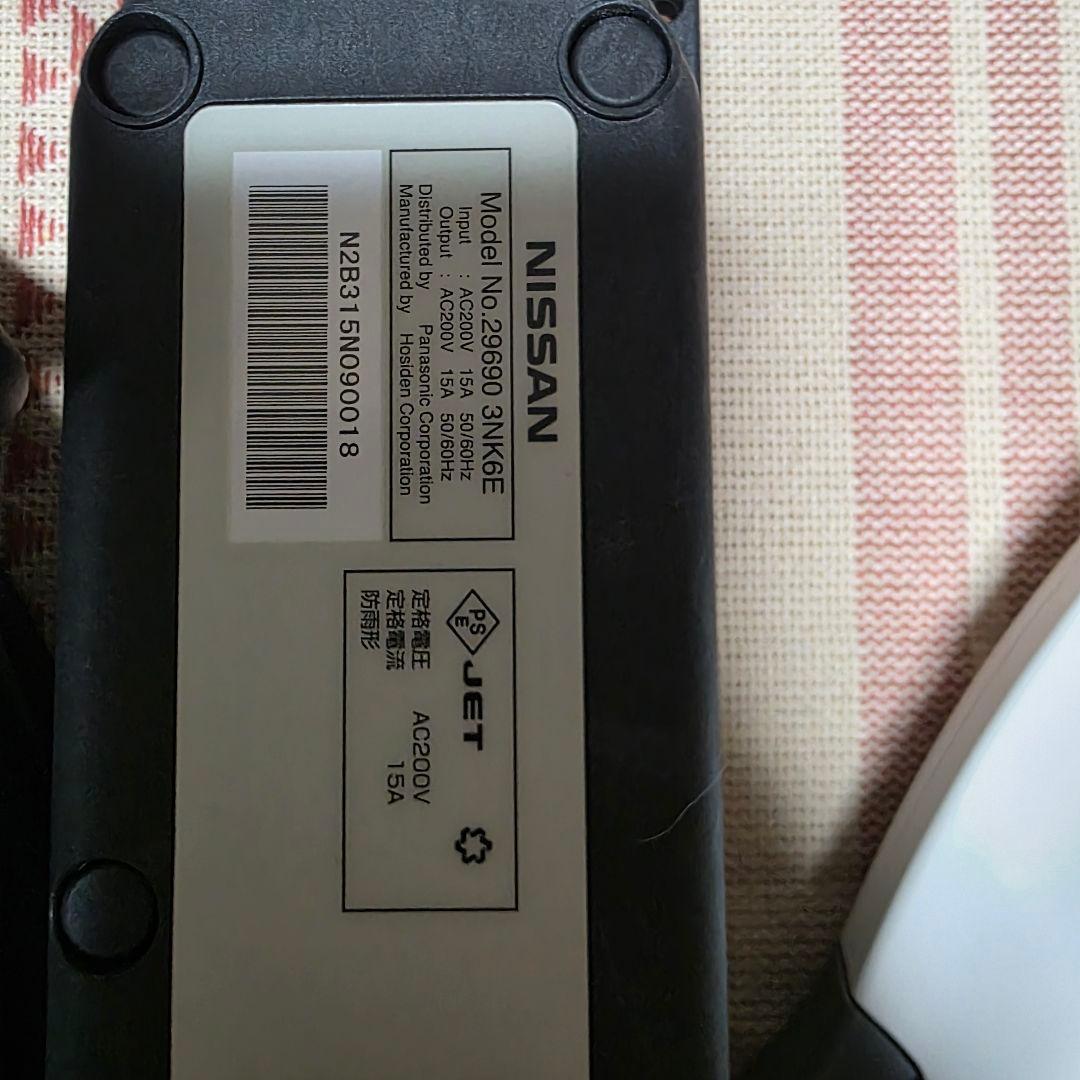 NISSAN
Model No.29690 3NK6E
Input : AC200V 15A 50/60Hz
Output : AC200V 15A 50/60Hz
Distributed by Panasonic Corporation
Manufactured by Hosiden Corporation
N2B315N090018
PS
E
JET
定格電圧 AC200V
定格電流 15A
防雨形